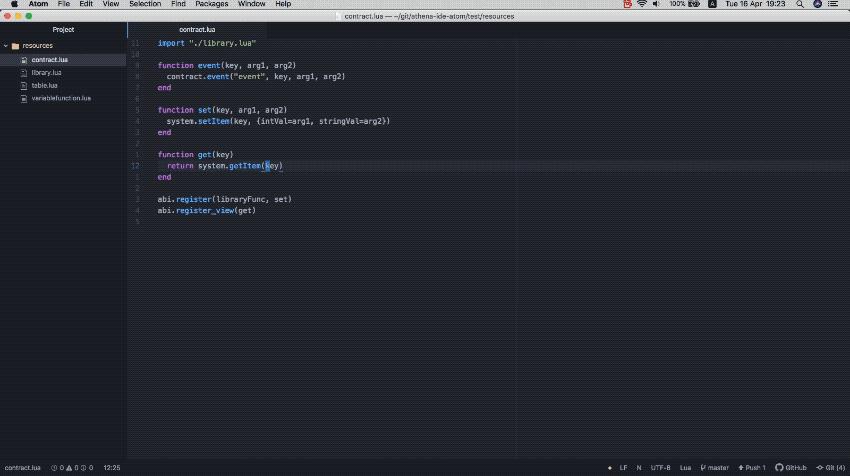 Atom File Edit View Selection Find Packages Window Help 100% A Tue 16 Apr 19:23
contract.lua — ~/git/athena-ide-atom/test/resources
Project
contract.lua
resources
contract.lua
library.lua
table.lua
variablefunction.lua
11 import "./library.lua"
10
9 function event(key, arg1, arg2)
8 contract.event("event", key, arg1, arg2)
7 end
6
5 function set(key, arg1, arg2)
4 system.setItem(key, {intVal=arg1, stringVal=arg2})
3 end
2
1 function get(key)
12 return system.getItem(key)
1 end
2
3 abi.register(libraryFunc, set)
4 abi.register_view(get)
5
contract.lua 0 0 0 12:25 LF N UTF-8 Lua master Push 1 GitHub Git (4)